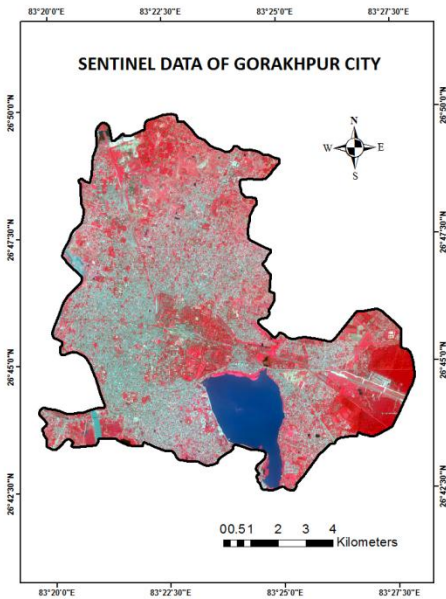 83°20'0"E 83°22'30"E 83°25'0"E 83°27'30"E
SENTINEL DATA OF GORAKHPUR CITY
N
W E
S
26°50'0"N 26°50'0"N
26°47'30"N 26°47'30"N
26°45'0"N 26°45'0"N
26°42'30"N 26°42'30"N
00.51 2 3 4
Kilometers
83°20'0"E 83°22'30"E 83°25'0"E 83°27'30"E